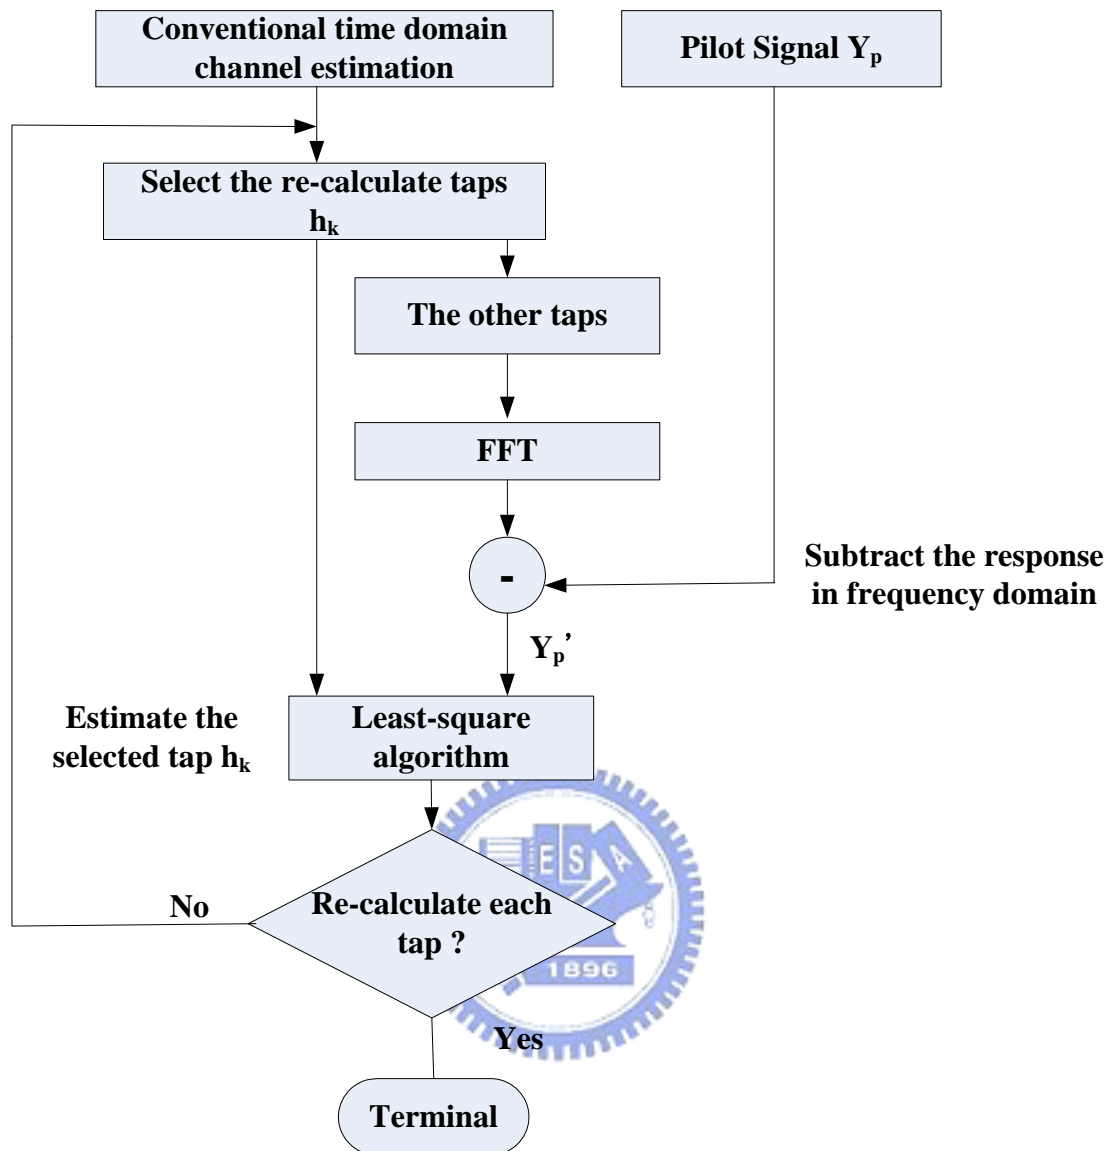 Conventional time domain
channel estimation
Pilot Signal Yₚ
Select the re-calculate taps
hₖ
The other taps
FFT
-
Subtract the response
in frequency domain
Yₚ’
Estimate the
selected tap hₖ
Least-square
algorithm
ESA
No
Re-calculate each
tap ?
1896
Yes
Terminal